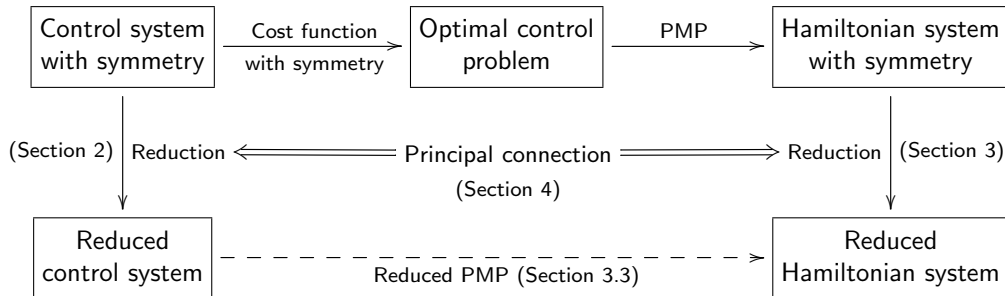 Control system
with symmetry
Cost function
with symmetry
Optimal control
problem
PMP
Hamiltonian system
with symmetry
(Section 2)
Reduction
Principal connection
(Section 4)
Reduction
(Section 3)
Reduced
control system
Reduced PMP (Section 3.3)
Reduced
Hamiltonian system